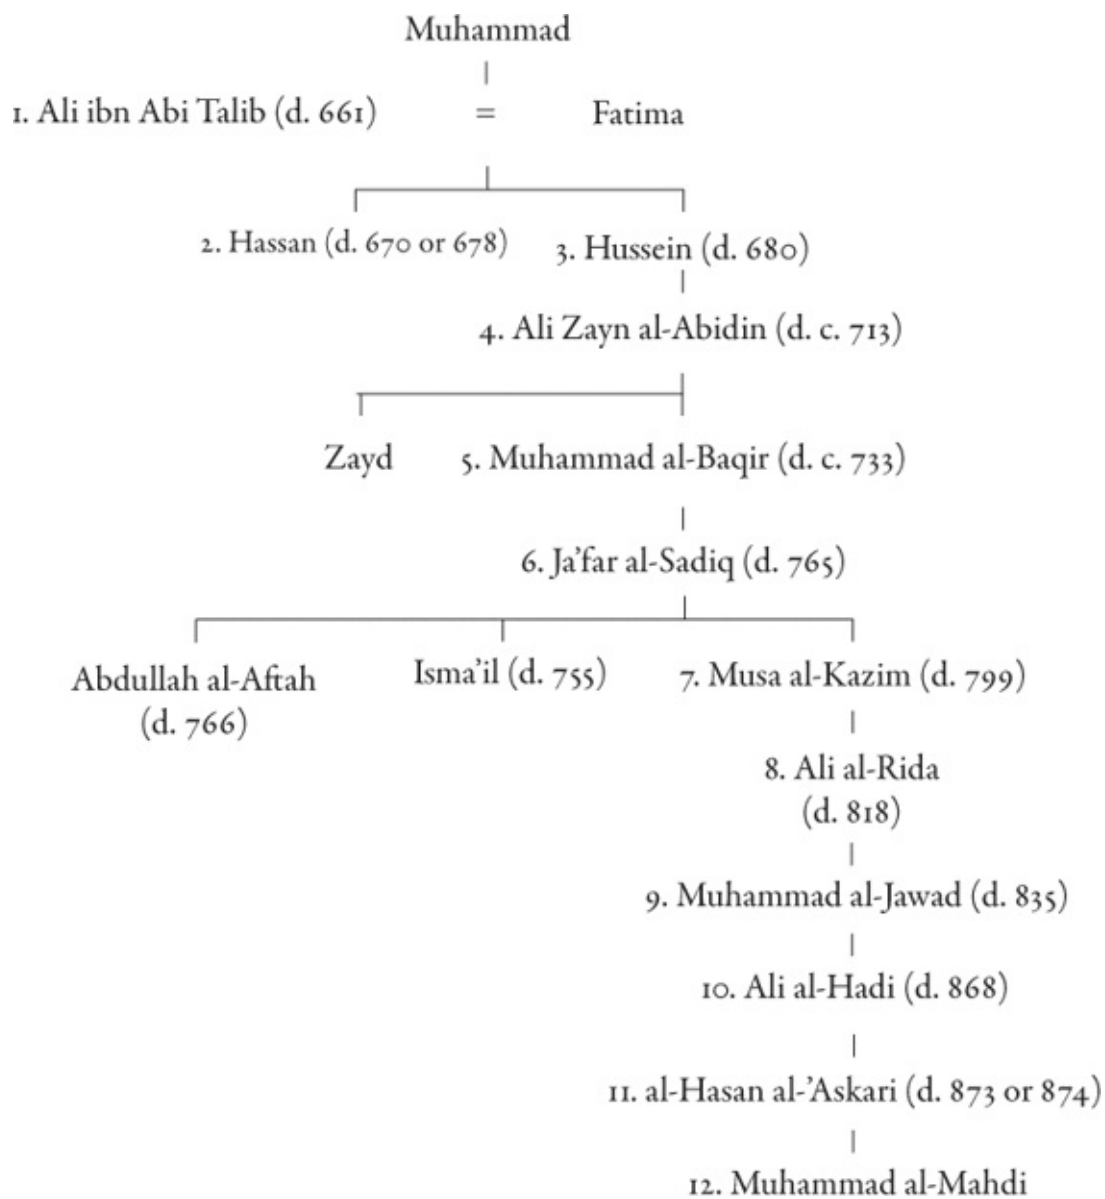 Muhammad
1. Ali ibn Abi Talib (d. 661) = Fatima
2. Hassan (d. 670 or 678) 3. Hussein (d. 680)
4. Ali Zayn al-Abidin (d. c. 713)
Zayd 5. Muhammad al-Baqir (d. c. 733)
6. Ja’far al-Sadiq (d. 765)
Abdullah al-Aftah Isma’il (d. 755) 7. Musa al-Kazim (d. 799)
(d. 766)
8. Ali al-Rida
(d. 818)
9. Muhammad al-Jawad (d. 835)
10. Ali al-Hadi (d. 868)
11. al-Hasan al-’Askari (d. 873 or 874)
12. Muhammad al-Mahdi